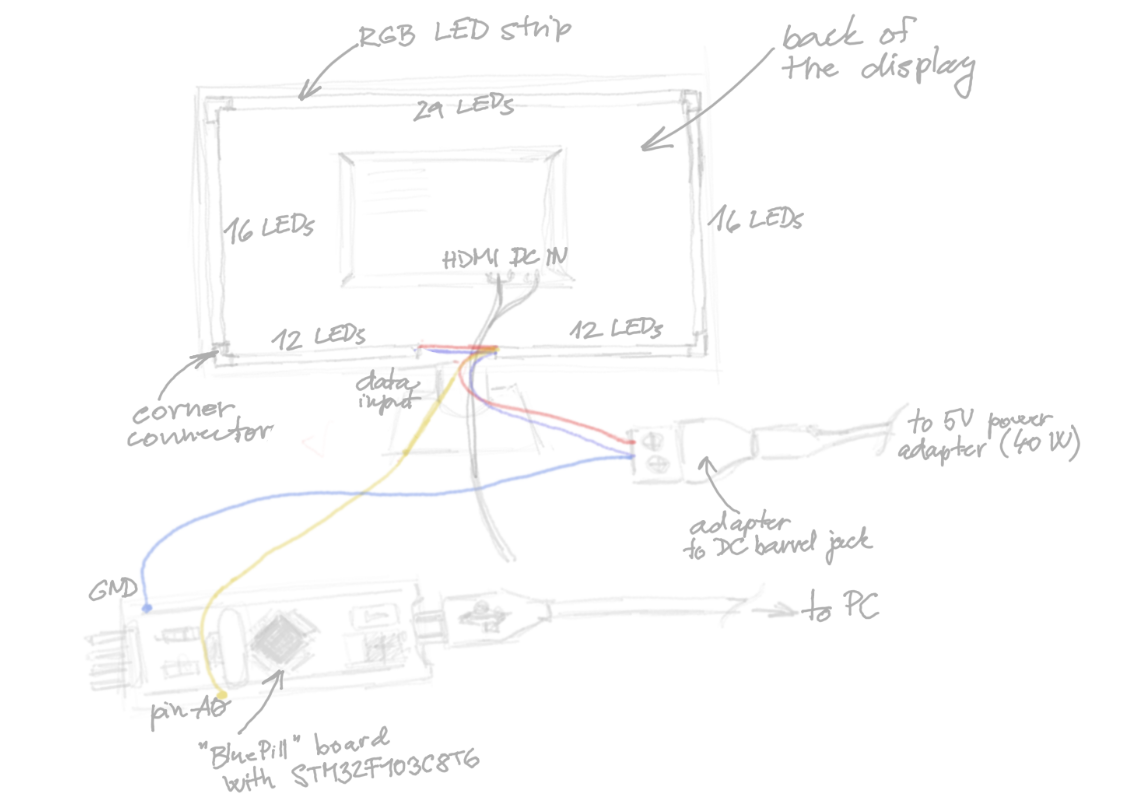 RGB LED strip
back of
the display
29 LEDs
16 LEDs
16 LEDs
HDMI DC IN
12 LEDs
12 LEDs
data
input
corner
connector
to 5V power
adapter (40 W)
adapter
to DC barrel jack
GND
to PC
pin A0
"BluePill" board
with STM32F103C8T6